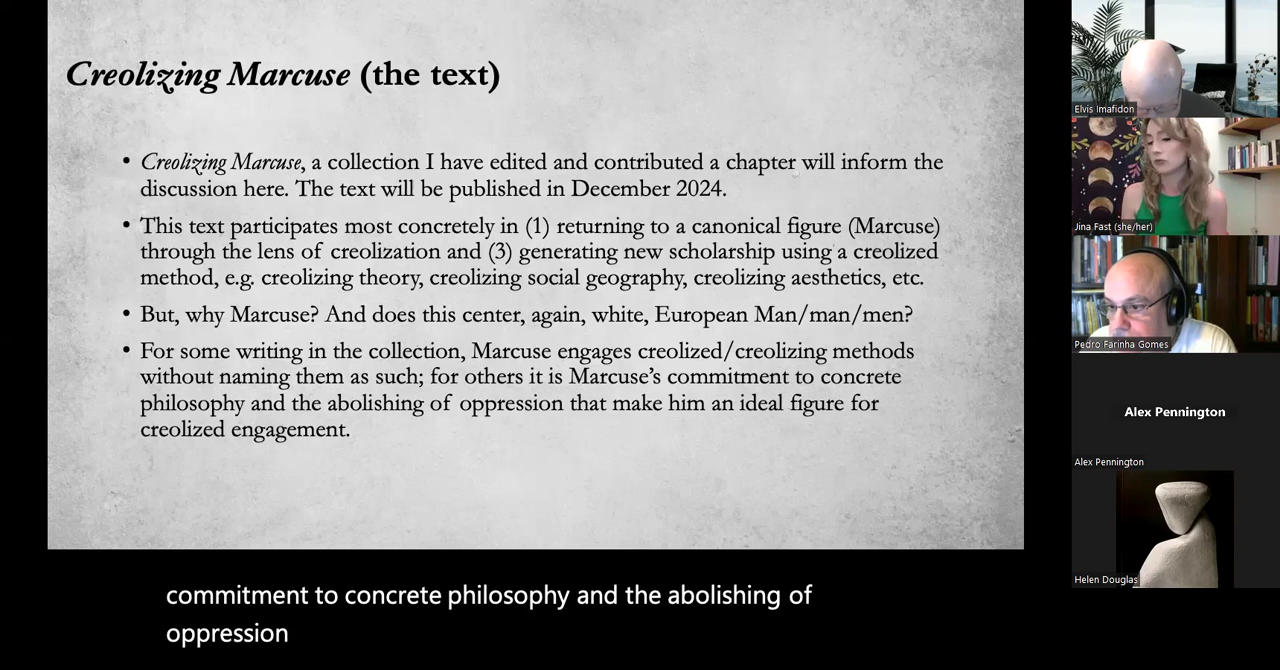 Creolizing Marcuse (the text)
• Creolizing Marcuse, a collection I have edited and contributed a chapter will inform the
discussion here. The text will be published in December 2024.
• This text participates most concretely in (1) returning to a canonical figure (Marcuse)
through the lens of creolization and (3) generating new scholarship using a creolized
method, e.g. creolizing theory, creolizing social geography, creolizing aesthetics, etc.
• But, why Marcuse? And does this center, again, white, European Man/man/men?
• For some writing in the collection, Marcuse engages creolized/creolizing methods
without naming them as such; for others it is Marcuse’s commitment to concrete
philosophy and the abolishing of oppression that make him an ideal figure for
creolized engagement.
commitment to concrete philosophy and the abolishing of
oppression
Elvis Imafidon
Jina Fast (she/her)
Pedro Farinha Gomes
Alex Pennington
Alex Pennington
Helen Douglas